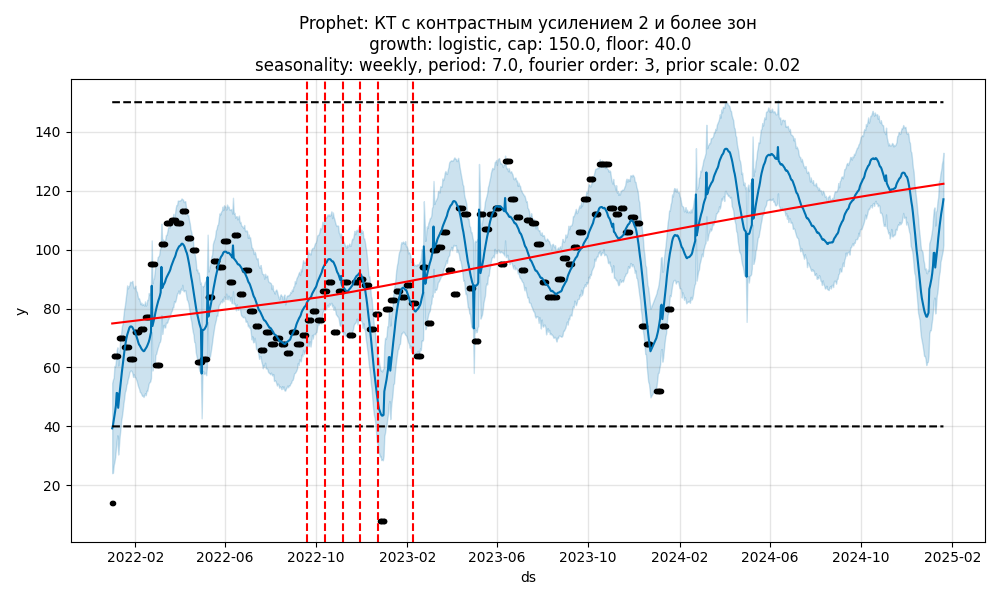 Prophet: КТ с контрастным усилением 2 и более зон
growth: logistic, cap: 150.0, floor: 40.0
seasonality: weekly, period: 7.0, fourier order: 3, prior scale: 0.02
y
140
120
100
80
60
40
20
2022-02 2022-06 2022-10 2023-02 2023-06 2023-10 2024-02 2024-06 2024-10 2025-02
ds